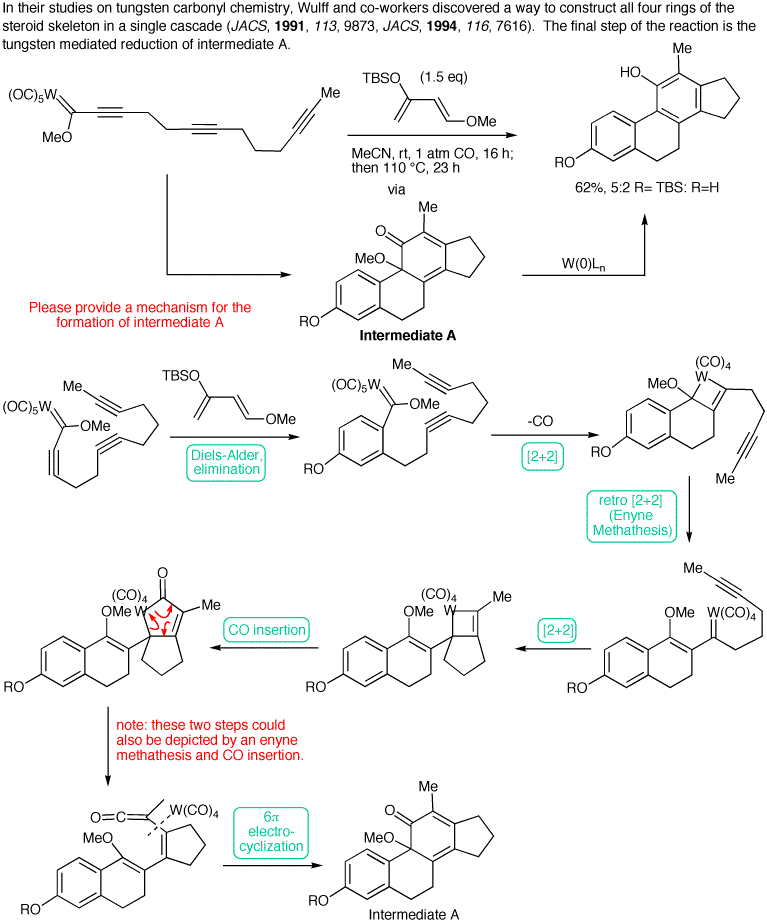 In their studies on tungsten carbonyl chemistry, Wulff and co-workers discovered a way to construct all four rings of the
steroid skeleton in a single cascade (JACS, 1991, 113, 9873, JACS, 1994, 116, 7616). The final step of the reaction is the
tungsten mediated reduction of intermediate A.
(OC)5W
MeO
Me
TBSO
(1.5 eq)
OMe
MeCN, rt, 1 atm CO, 16 h;
then 110 °C, 23 h
via
Me
HO
RO
62%, 5:2 R= TBS: R=H
Me
O
MeO
RO
Intermediate A
W(0)Ln
Please provide a mechanism for the
formation of intermediate A
Me
(OC)5W
OMe
TBSO
OMe
Diels-Alder,
elimination
Me
(OC)5W
OMe
RO
-CO
[2+2]
(CO)4
W
MeO
RO
Me
retro [2+2]
(Enyne
Methathesis)
Me
OMe
W(CO)4
RO
[2+2]
(CO)4
W
OMe
Me
RO
CO insertion
O
(CO)4
W
OMe
Me
RO
note: these two steps could
also be depicted by an enyne
methathesis and CO insertion.
O=C=
W(CO)4
MeO
RO
6π
electro-
cyclization
Me
O
MeO
RO
Intermediate A